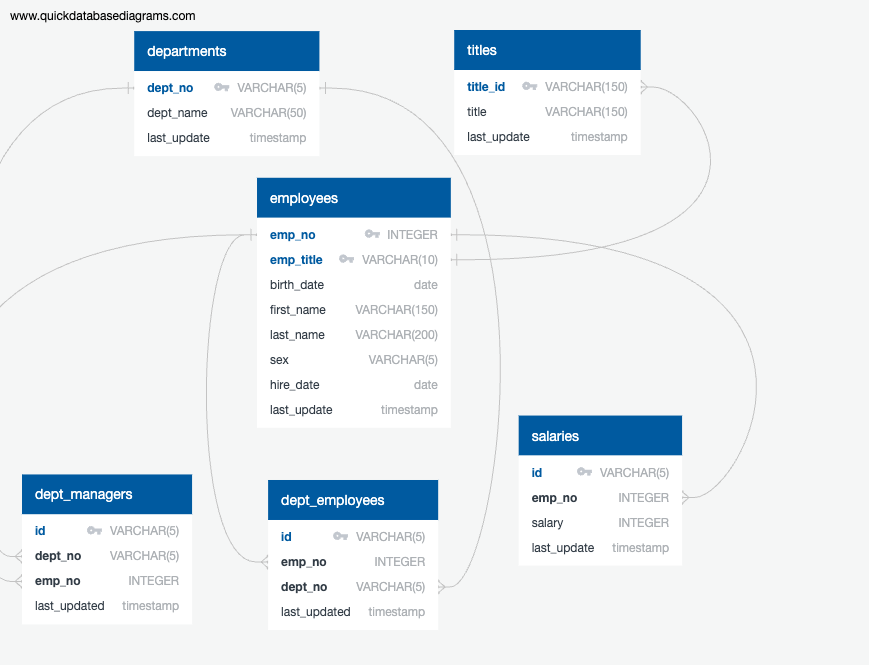 www.quickdatabasediagrams.com
departments
dept_no VARCHAR(5)
dept_name VARCHAR(50)
last_update timestamp
titles
title_id VARCHAR(150)
title VARCHAR(150)
last_update timestamp
employees
emp_no INTEGER
emp_title VARCHAR(10)
birth_date date
first_name VARCHAR(150)
last_name VARCHAR(200)
sex VARCHAR(5)
hire_date date
last_update timestamp
salaries
id VARCHAR(5)
emp_no INTEGER
salary INTEGER
last_update timestamp
dept_managers
id VARCHAR(5)
dept_no VARCHAR(5)
emp_no INTEGER
last_updated timestamp
dept_employees
id VARCHAR(5)
emp_no INTEGER
dept_no VARCHAR(5)
last_updated timestamp